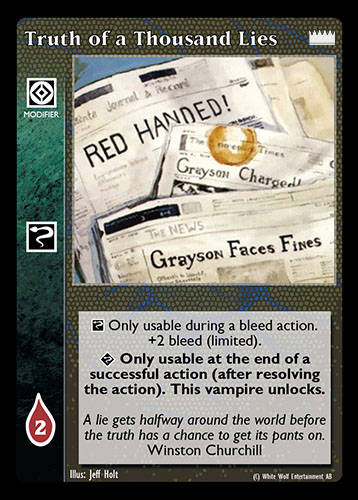 Truth of a Thousand Lies
MODIFIER
Journal & Record
RED HANDED!
Times
Grayson Charged!
The NEWS
Grayson Faces Fines
Only usable during a bleed action.
+2 bleed (limited).
Only usable at the end of a
successful action (after resolving
the action). This vampire unlocks.
2
A lie gets halfway around the world before
the truth has a chance to get its pants on.
Winston Churchill
Illus: Jeff Holt
(C) White Wolf Entertainment AB